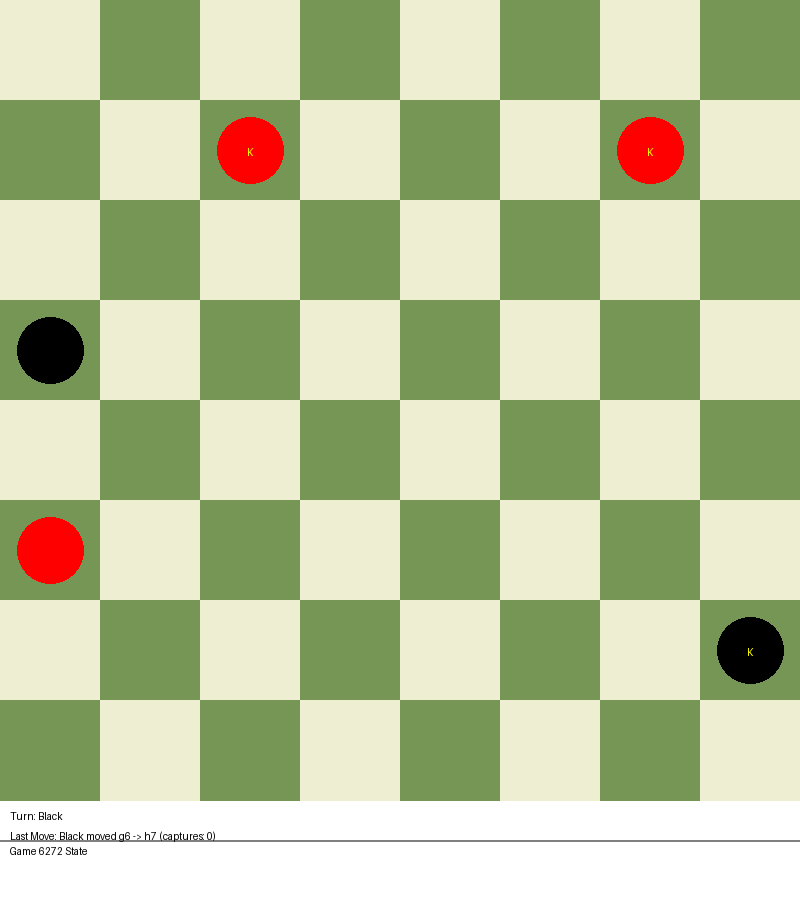 K
K
K
Turn: Black
Last Move: Black moved g6 -> h7 (captures: 0)
Game 6272 State